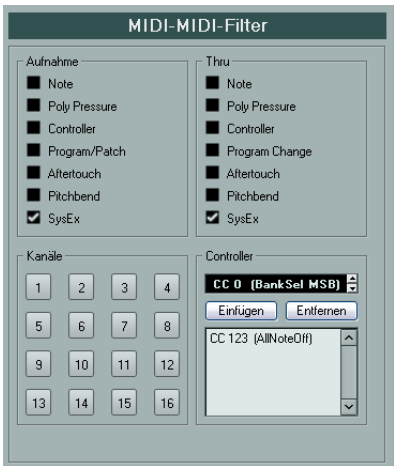 MIDI-MIDI-Filter
Aufnahme
Note
Poly Pressure
Controller
Program/Patch
Aftertouch
Pitchbend
SysEx
Thru
Note
Poly Pressure
Controller
Program Change
Aftertouch
Pitchbend
SysEx
Kanäle
1 2 3 4
5 6 7 8
9 10 11 12
13 14 15 16
Controller
CC 0 (BankSel MSB)
Einfügen Entfernen
CC 123 (AllNoteOff)